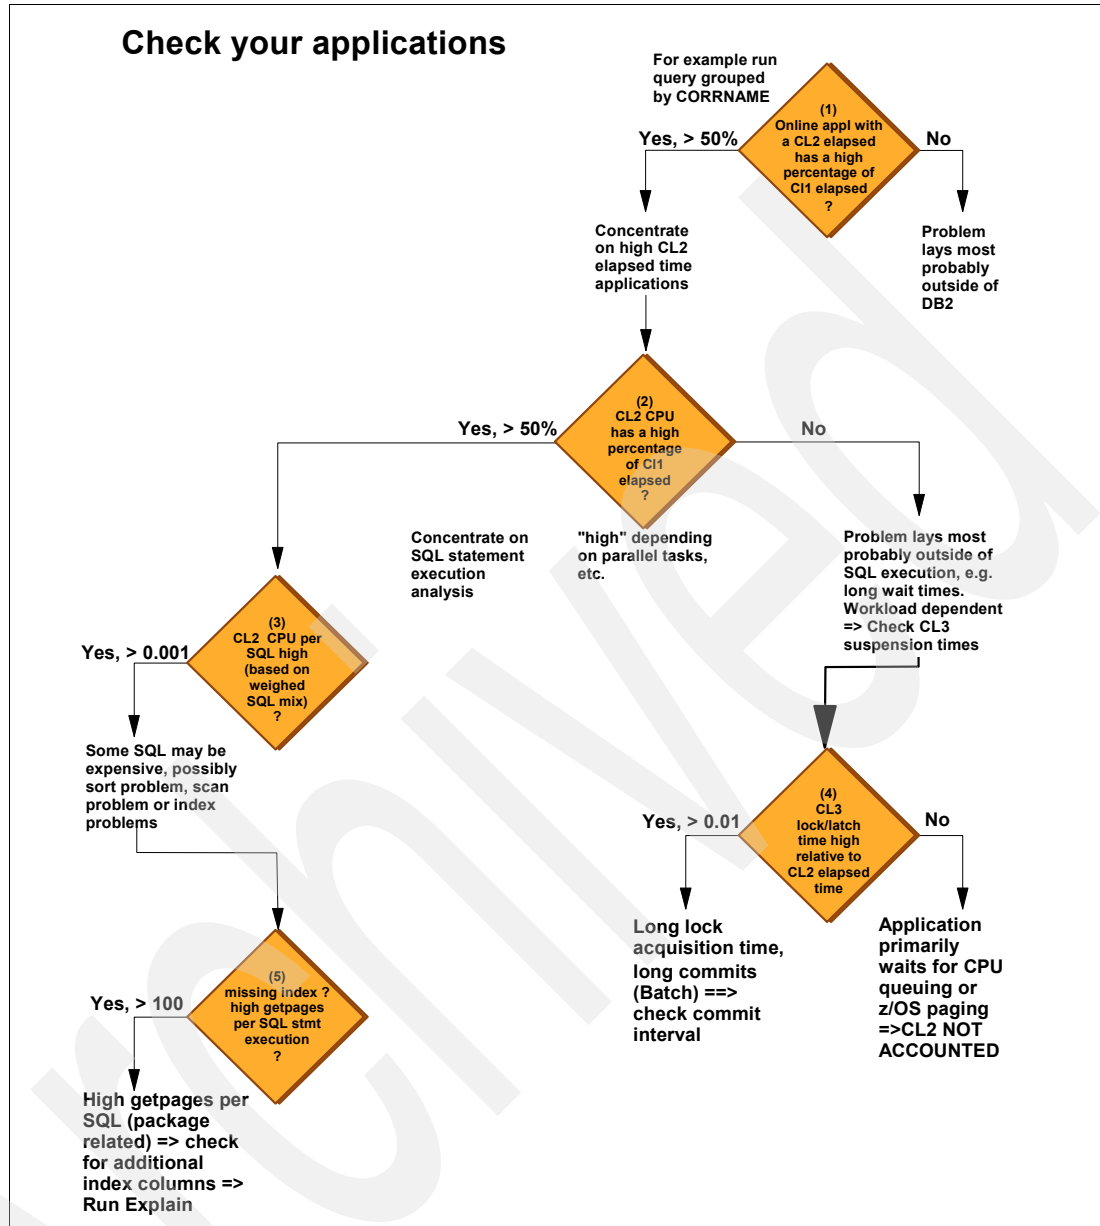 Check your applications
For example run
query grouped
by CORRNAME
(1)
Online appl with
a CL2 elapsed
has a high
percentage of
Cl1 elapsed
?
Yes, > 50%
No
Concentrate
on high CL2
elapsed time
applications
Problem
lays most
probably
outside of
DB2
(2)
CL2 CPU
has a high
percentage
of Cl1
elapsed
?
Yes, > 50%
No
Concentrate on
SQL statement
execution
analysis
"high" depending
on parallel tasks,
etc.
Problem lays most
probably outside of
SQL execution, e.g.
long wait times.
Workload dependent
=> Check CL3
suspension times
(3)
CL2 CPU per
SQL high
(based on
weighed
SQL mix)
?
Yes, > 0.001
Some SQL may be
expensive, possibly
sort problem, scan
problem or index
problems
(4)
CL3
lock/latch
time high
relative to
CL2 elapsed
time
Yes, > 0.01
No
Long lock
acquisition time,
long commits
(Batch) ==>
check commit
interval
Application
primarily
waits for CPU
queuing or
z/OS paging
=>CL2 NOT
ACCOUNTED
(5)
missing index ?
high getpages
per SQL stmt
execution
?
Yes, > 100
High getpages per
SQL (package
related) => check
for additional
index columns =>
Run Explain
Archived